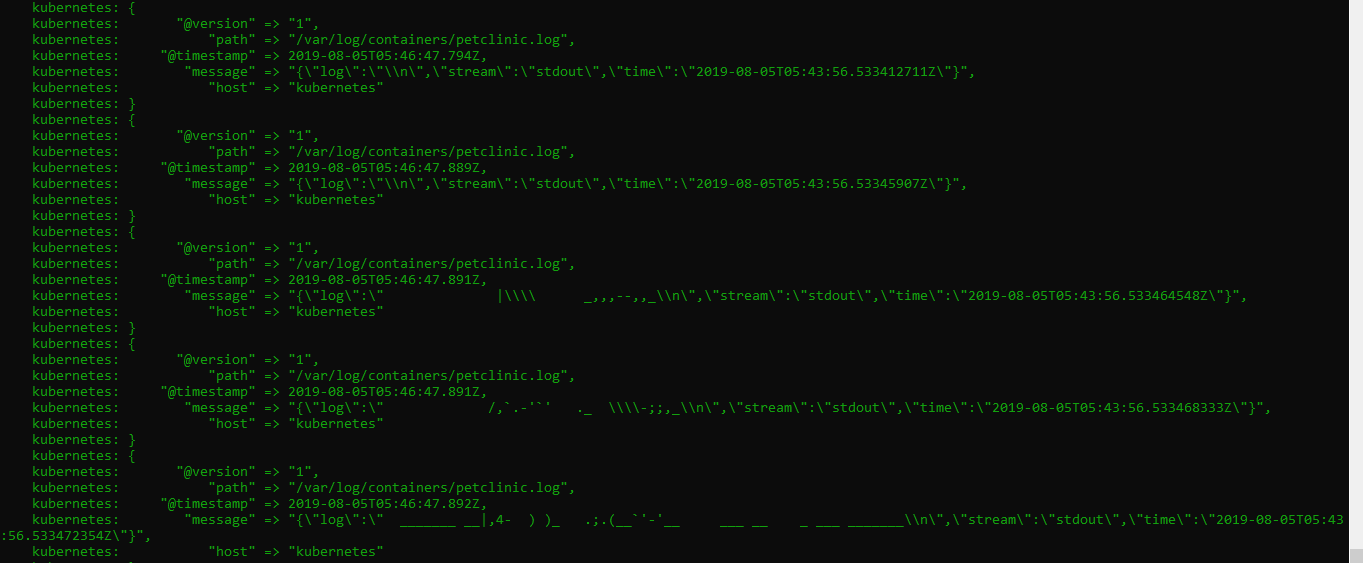 kubernetes: {
kubernetes:       "@version" => "1",
kubernetes:           "path" => "/var/log/containers/petclinic.log",
kubernetes:     "@timestamp" => 2019-08-05T05:46:47.794Z,
kubernetes:        "message" => "{\"log\":\"\\n\",\"stream\":\"stdout\",\"time\":\"2019-08-05T05:43:56.533412711Z\"}",
kubernetes:           "host" => "kubernetes"
kubernetes: }
kubernetes: {
kubernetes:       "@version" => "1",
kubernetes:           "path" => "/var/log/containers/petclinic.log",
kubernetes:     "@timestamp" => 2019-08-05T05:46:47.889Z,
kubernetes:        "message" => "{\"log\":\"\\n\",\"stream\":\"stdout\",\"time\":\"2019-08-05T05:43:56.53345907Z\"}",
kubernetes:           "host" => "kubernetes"
kubernetes: }
kubernetes: {
kubernetes:       "@version" => "1",
kubernetes:           "path" => "/var/log/containers/petclinic.log",
kubernetes:     "@timestamp" => 2019-08-05T05:46:47.891Z,
kubernetes:        "message" => "{\"log\":\"              |\\\\      _,,,--,,_\\n\",\"stream\":\"stdout\",\"time\":\"2019-08-05T05:43:56.533464548Z\"}",
kubernetes:           "host" => "kubernetes"
kubernetes: }
kubernetes: {
kubernetes:       "@version" => "1",
kubernetes:           "path" => "/var/log/containers/petclinic.log",
kubernetes:     "@timestamp" => 2019-08-05T05:46:47.891Z,
kubernetes:        "message" => "{\"log\":\"             /,`.-'`'   ._  \\\\-;;,_\\n\",\"stream\":\"stdout\",\"time\":\"2019-08-05T05:43:56.533468333Z\"}",
kubernetes:           "host" => "kubernetes"
kubernetes: }
kubernetes: {
kubernetes:       "@version" => "1",
kubernetes:           "path" => "/var/log/containers/petclinic.log",
kubernetes:     "@timestamp" => 2019-08-05T05:46:47.892Z,
kubernetes:        "message" => "{\"log\":\"  _______ __|,4-  ) )_   .;.(__`'-'__     ___ __    _ ___ _______\\n\",\"stream\":\"stdout\",\"time\":\"2019-08-05T05:43
:56.533472354Z\"}",
kubernetes:           "host" => "kubernetes"
kubernetes: }